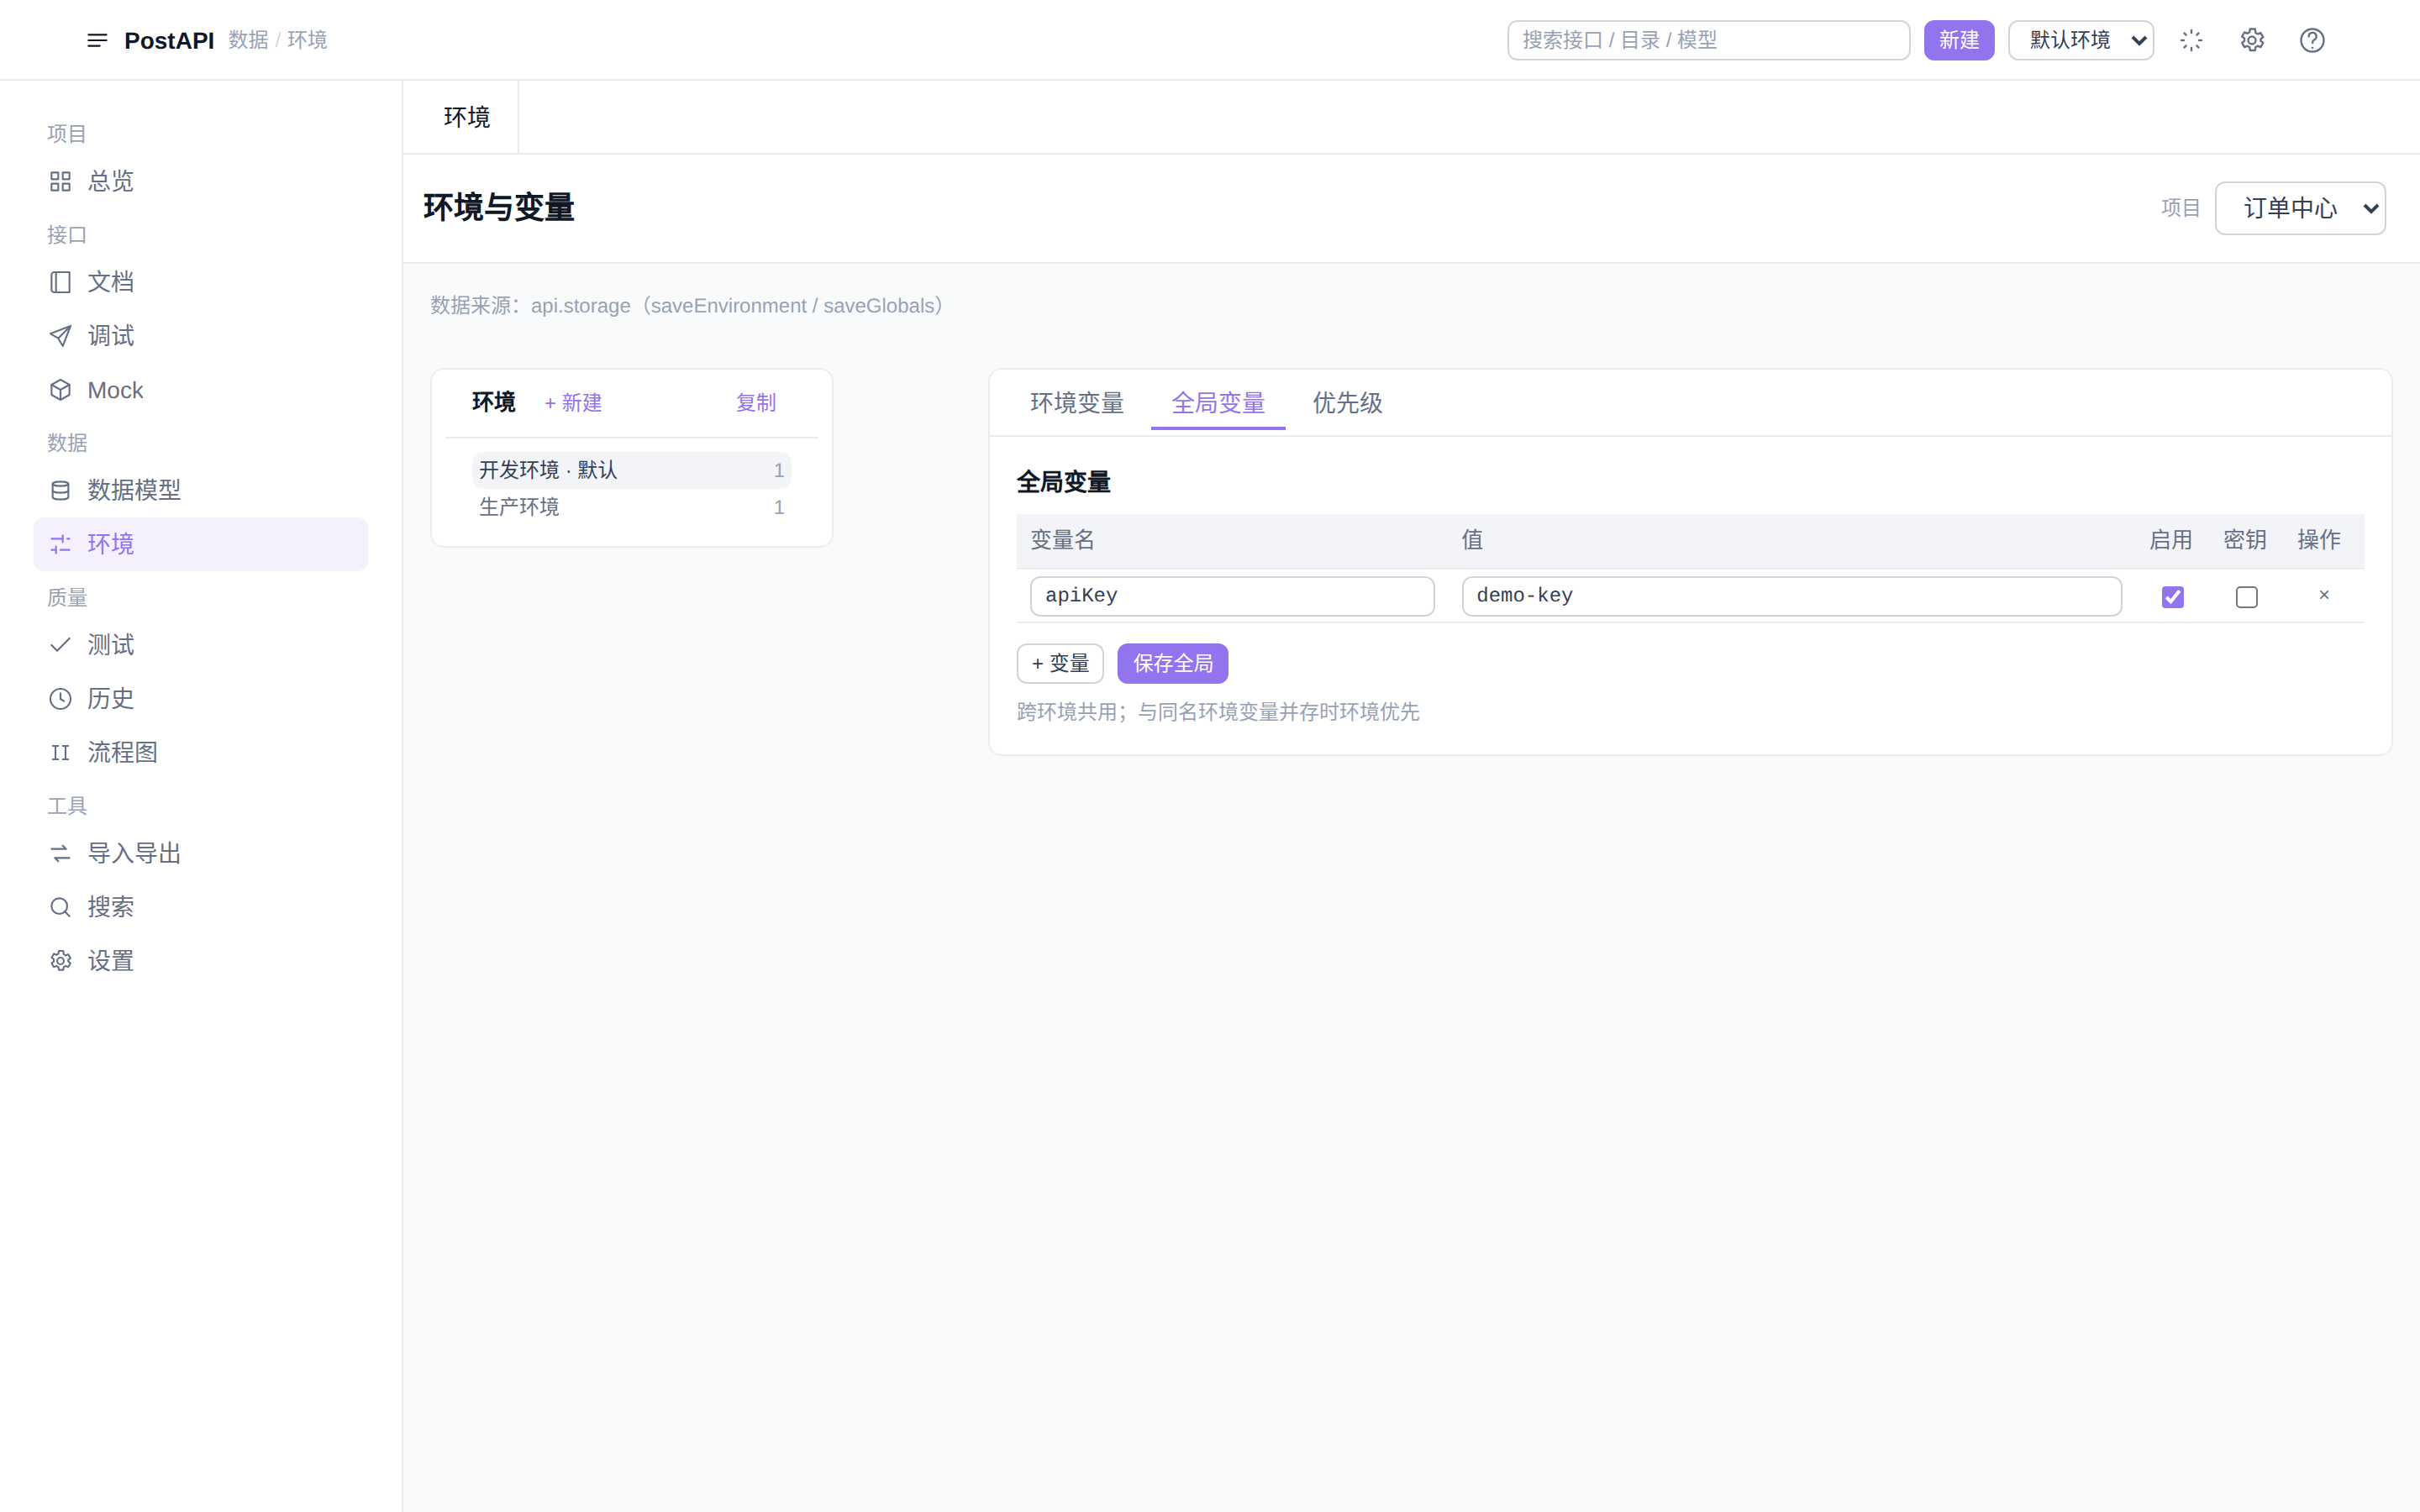 PostAPI 数据 / 环境
搜索接口 / 目录 / 模型 新建 默认环境
项目
总览
接口
文档
调试
Mock
数据
数据模型
环境
质量
测试
历史
流程图
工具
导入导出
搜索
设置
环境
环境与变量
项目 订单中心
数据来源：api.storage（saveEnvironment / saveGlobals）
环境 + 新建 复制
开发环境 · 默认 1
生产环境 1
环境变量 全局变量 优先级
全局变量
变量名 值 启用 密钥 操作
apiKey demo-key ×
+ 变量 保存全局
跨环境共用；与同名环境变量并存时环境优先